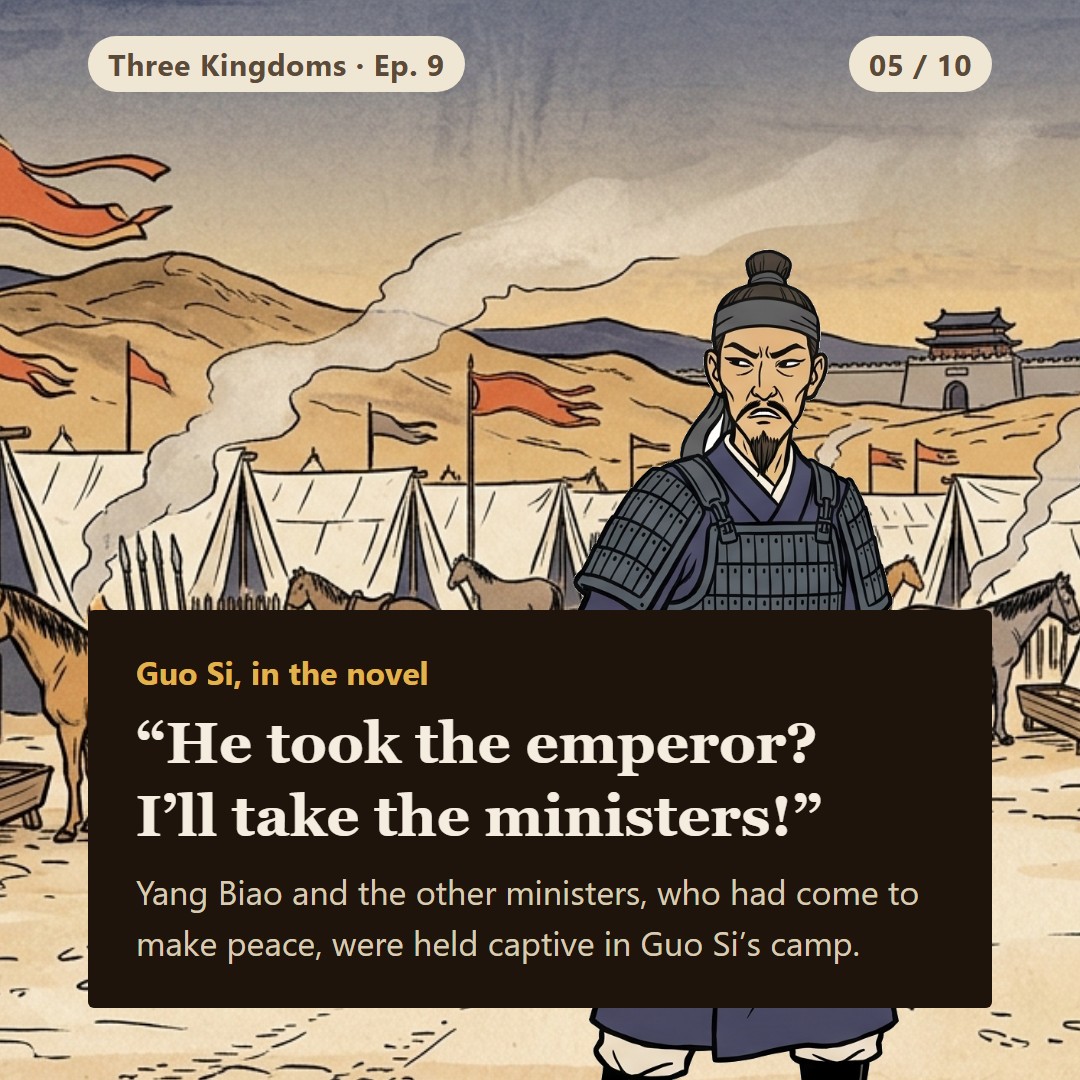 Three Kingdoms · Ep. 9
05 / 10
Guo Si, in the novel
“He took the emperor?
I’ll take the ministers!”
Yang Biao and the other ministers, who had come to
make peace, were held captive in Guo Si’s camp.